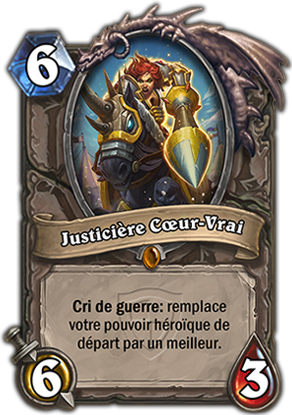 6
Justicière Cœur-Vrai
Cri de guerre: remplace
votre pouvoir héroïque de
départ par un meilleur.
6
3